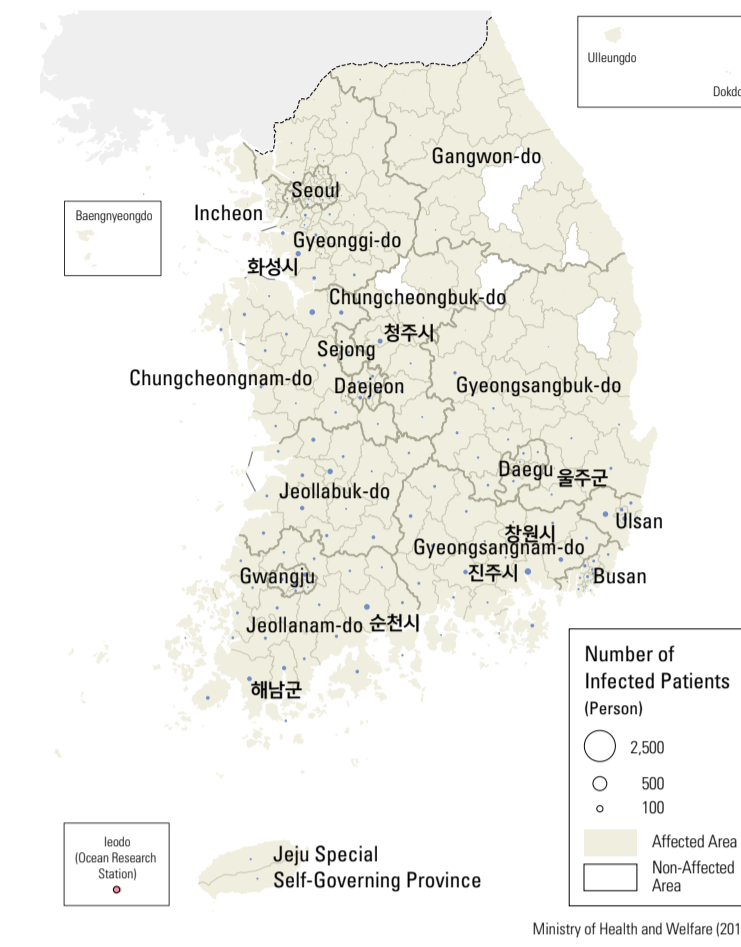 Ulleungdo
Dokdo
Gangwon-do
Seoul
Baengnyeongdo
Incheon
Gyeonggi-do
화성시
Chungcheongbuk-do
청주시
Sejong
Chungcheongnam-do
Daejeon
Gyeongsangbuk-do
Daegu
울주군
Jeollabuk-do
Ulsan
창원시
Gyeongsangnam-do
진주시
Busan
Gwangju
Jeollanam-do
순천시
해남군
Number of
Infected Patients
(Person)
2,500
500
100
Affected Area
Non-Affected
Area
Ieodo
(Ocean Research
Station)
Jeju Special
Self-Governing Province
Ministry of Health and Welfare (201